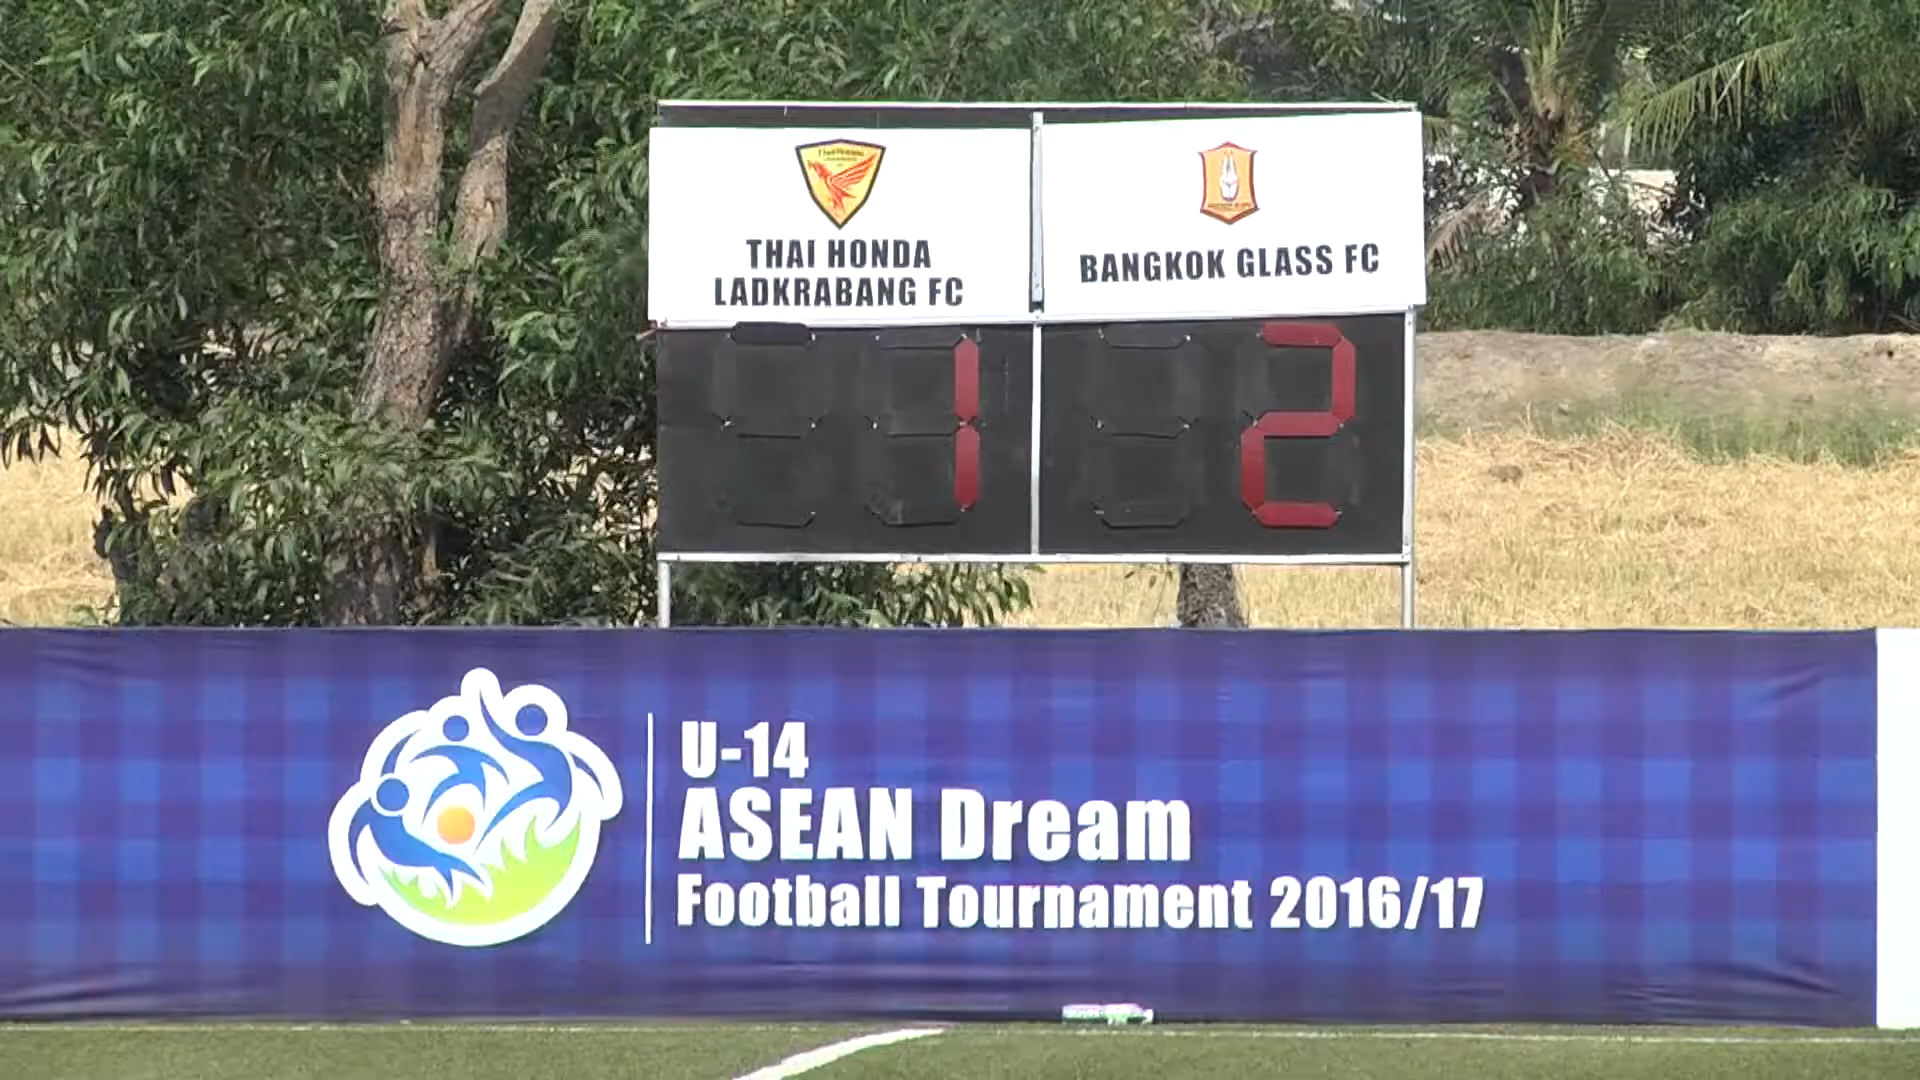 THAI HONDA
LADKRABANG FC
BANGKOK GLASS FC
1
2
U-14
ASEAN Dream
Football Tournament 2016/17